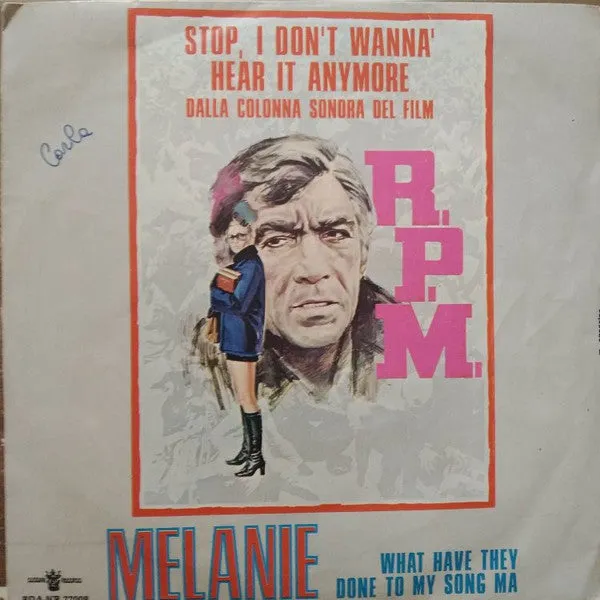 STOP, I DON'T WANNA'
HEAR IT ANYMORE
DALLA COLONNA SONORA DEL FILM
Carla
R.
P.
M.
MELANIE
WHAT HAVE THEY
DONE TO MY SONG MA